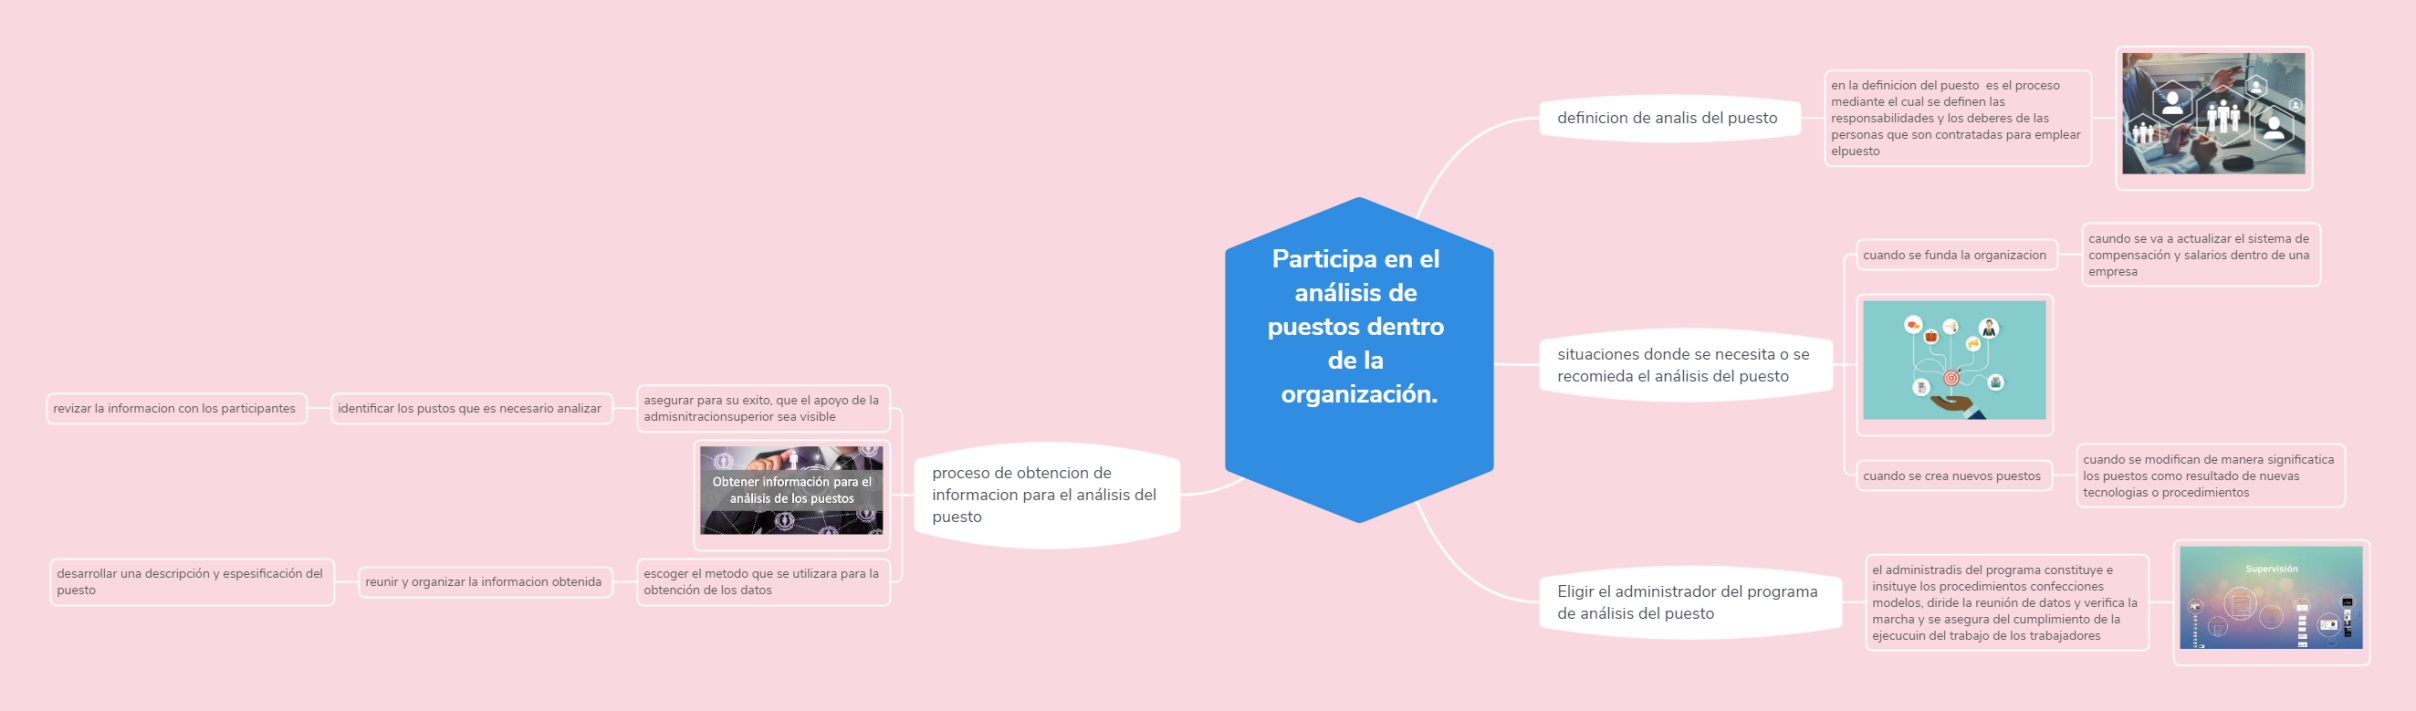 Participa en el
análisis de
puestos dentro
de la
organización.
definicion de analis del puesto
en la definicion del puesto  es el proceso
mediante el cual se definen las
responsabilidades y los deberes de las
personas que son contratadas para emplear
elpuesto
situaciones donde se necesita o se
recomieda el análisis del puesto
cuando se funda la organizacion
caundo se va a actualizar el sistema de
compensación y salarios dentro de una
empresa
cuando se crea nuevos puestos
cuando se modifican de manera significatica
los puestos como resultado de nuevas
tecnologias o procedimientos
Eligir el administrador del programa
de análisis del puesto
el administradis del programa constituye e
insituye los procedimientos confecciones
modelos, diride la reunión de datos y verifica la
marcha y se asegura del cumplimiento de la
ejecucuin del trabajo de los trabajadores
Supervisión
proceso de obtencion de
informacion para el análisis del
puesto
asegurar para su exito, que el apoyo de la
admisnitracionsuperior sea visible
identificar los pustos que es necesario analizar
revizar la informacion con los participantes
Obtener información para el
análisis de los puestos
escoger el metodo que se utilizara para la
obtención de los datos
reunir y organizar la informacion obtenida
desarrollar una descripción y espesificación del
puesto